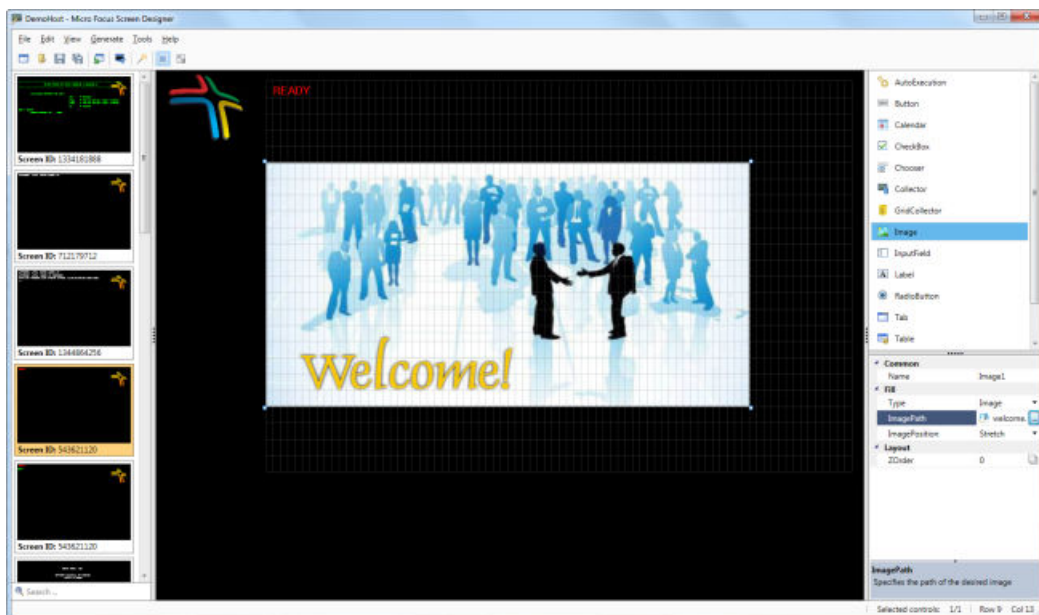 DemoHost - Micro Focus Screen Designer
File Edit View Generate Tools Help
Screen ID: 1334181888
Screen ID: 712179712
Screen ID: 1344864256
Screen ID: 543621120
Screen ID: 543621120
Search...
READY
Welcome!
AutoExecution
Button
Calendar
CheckBox
Chooser
Collector
GridCollector
Image
InputField
Label
RadioButton
Tab
Table
Common
Name Image1
Fill
Type Image
ImagePath welcome.
ImagePosition Stretch
Layout
ZOrder 0
ImagePath
Specifies the path of the desired image
Selected controls: 1/1 Row 9 Col 13